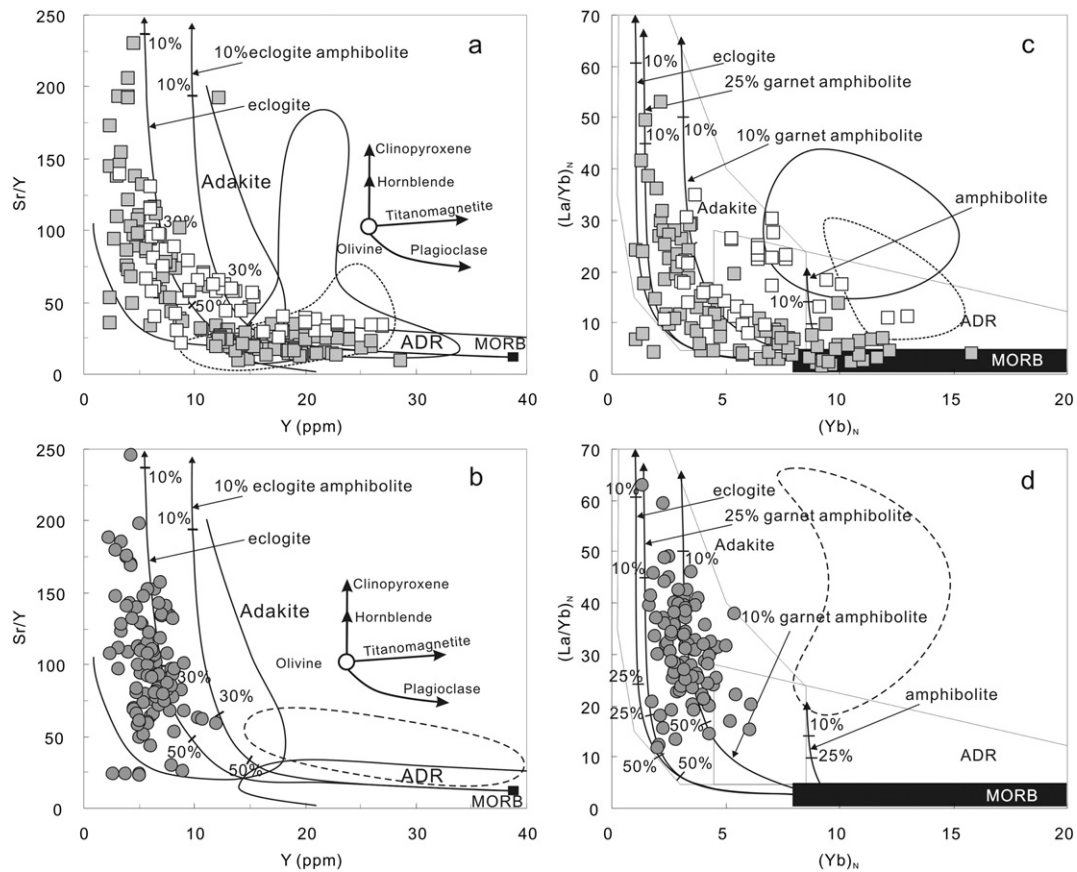 a
250
200
150
100
50
0
Sr/Y
0
10
20
30
40
Y (ppm)
10%
10% eclogite amphibolite
10%
eclogite
Adakite
Clinopyroxene
Hornblende
Titanomagnetite
Olivine
Plagioclase
30%
30%
50%
ADR
MORB
c
70
60
50
40
30
20
10
0
(La/Yb)N
0
5
10
15
20
(Yb)N
10%
eclogite
25% garnet amphibolite
10%
10%
10% garnet amphibolite
Adakite
amphibolite
10%
ADR
MORB
b
250
200
150
100
50
0
Sr/Y
0
10
20
30
40
Y (ppm)
10%
10% eclogite amphibolite
10%
eclogite
Adakite
Clinopyroxene
Hornblende
Titanomagnetite
Olivine
Plagioclase
30%
30%
50%
50%
ADR
MORB
d
70
60
50
40
30
20
10
0
(La/Yb)N
0
5
10
15
20
(Yb)N
10%
eclogite
25% garnet amphibolite
Adakite
10%
10%
10% garnet amphibolite
25%
25%
50%
50%
50%
amphibolite
10%
25%
ADR
MORB